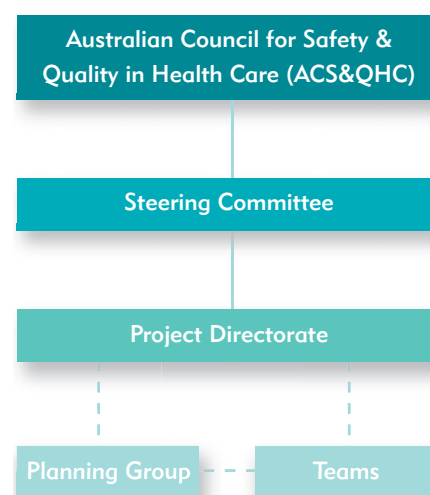 Australian Council for Safety &
Quality in Health Care (ACS&QHC)
Steering Committee
Project Directorate
Planning Group
Teams